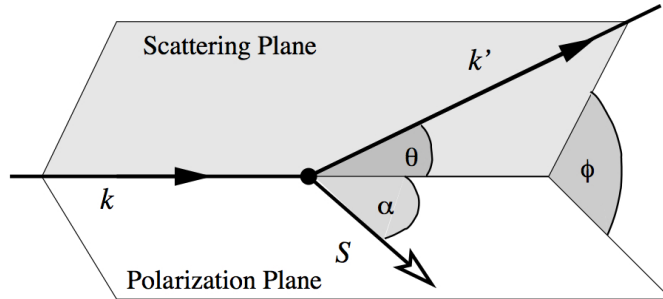 Scattering Plane
k’
θ
ϕ
k
α
S
Polarization Plane